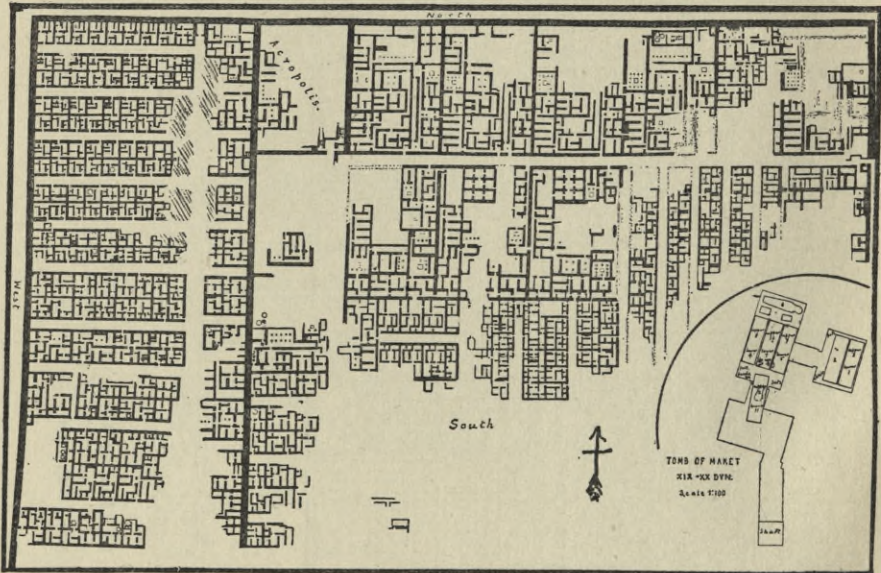 North
Acropolis.
West
South
TOMB OF MAKET
XIX-XX DYN.
Scale 1:100
Shaft